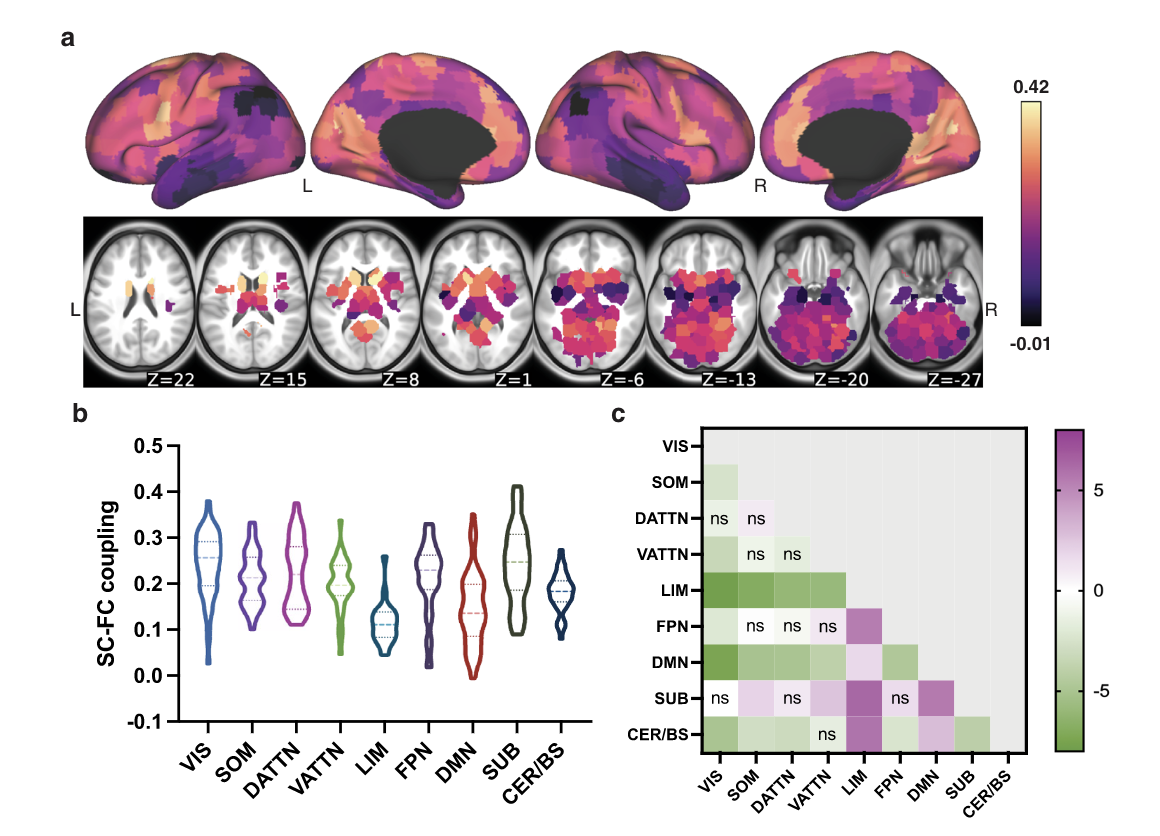 a
0.42
L
R
L
R
-0.01
Z=22
Z=15
Z=8
Z=1
Z=-6
Z=-13
Z=-20
Z=-27
b
SC-FC coupling
0.5
0.4
0.3
0.2
0.1
0.0
-0.1
VIS
SOM
DATTN
VATTN
LIM
FPN
DMN
SUB
CER/BS
c
VIS
SOM
DATTN ns ns
VATTN ns ns
LIM
FPN ns ns ns
DMN
SUB ns ns ns
CER/BS ns
VIS
SOM
DATTN
VATTN
LIM
FPN
DMN
SUB
CER/BS
5
0
-5